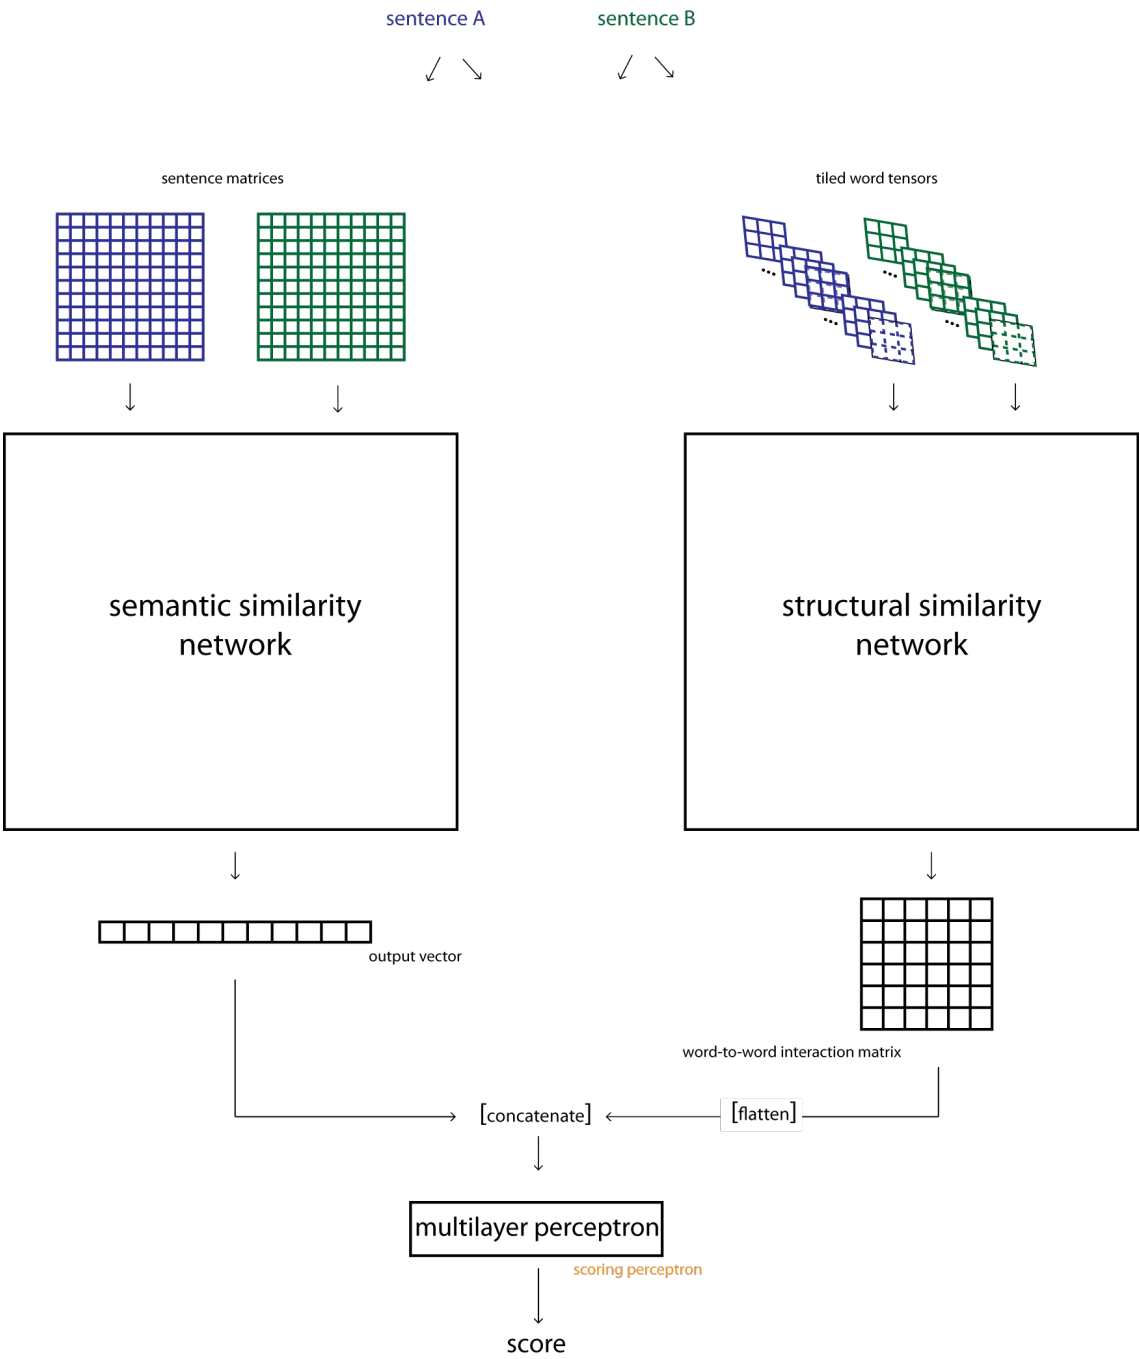 sentence A
sentence B
sentence matrices
tiled word tensors
semantic similarity
network
structural similarity
network
output vector
word-to-word interaction matrix
[concatenate]
[flatten]
multilayer perceptron
scoring perceptron
score